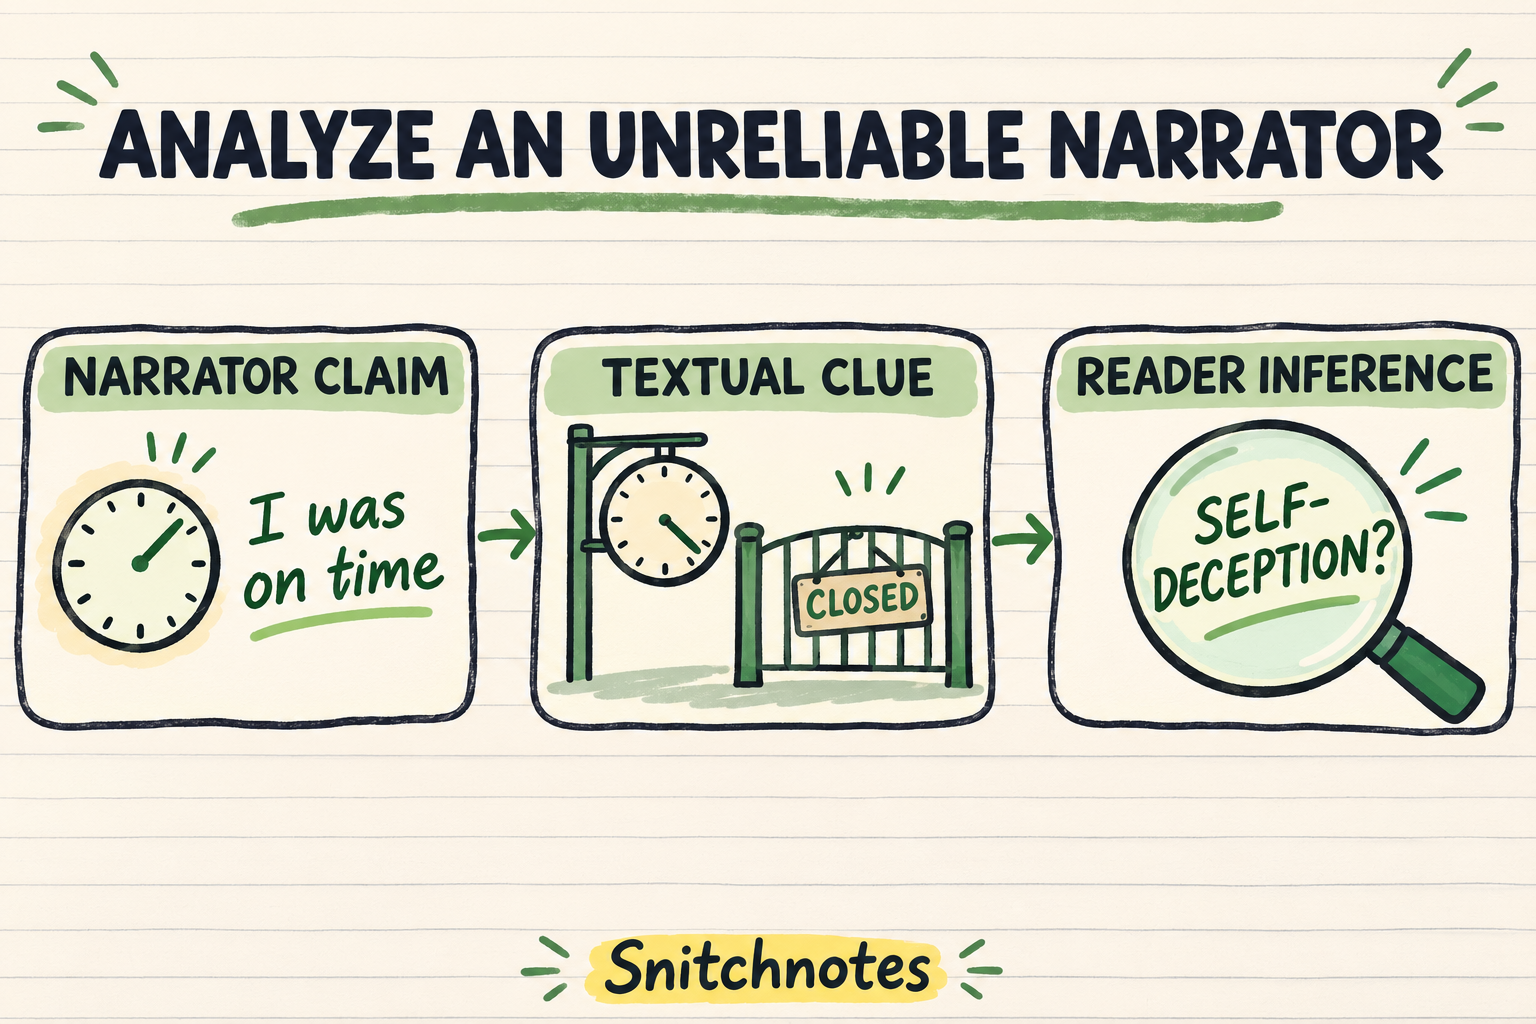 ANALYZE AN UNRELIABLE NARRATOR
NARRATOR CLAIM
I was
on time
TEXTUAL CLUE
CLOSED
READER INFERENCE
SELF-
DECEPTION?
Snitchnotes